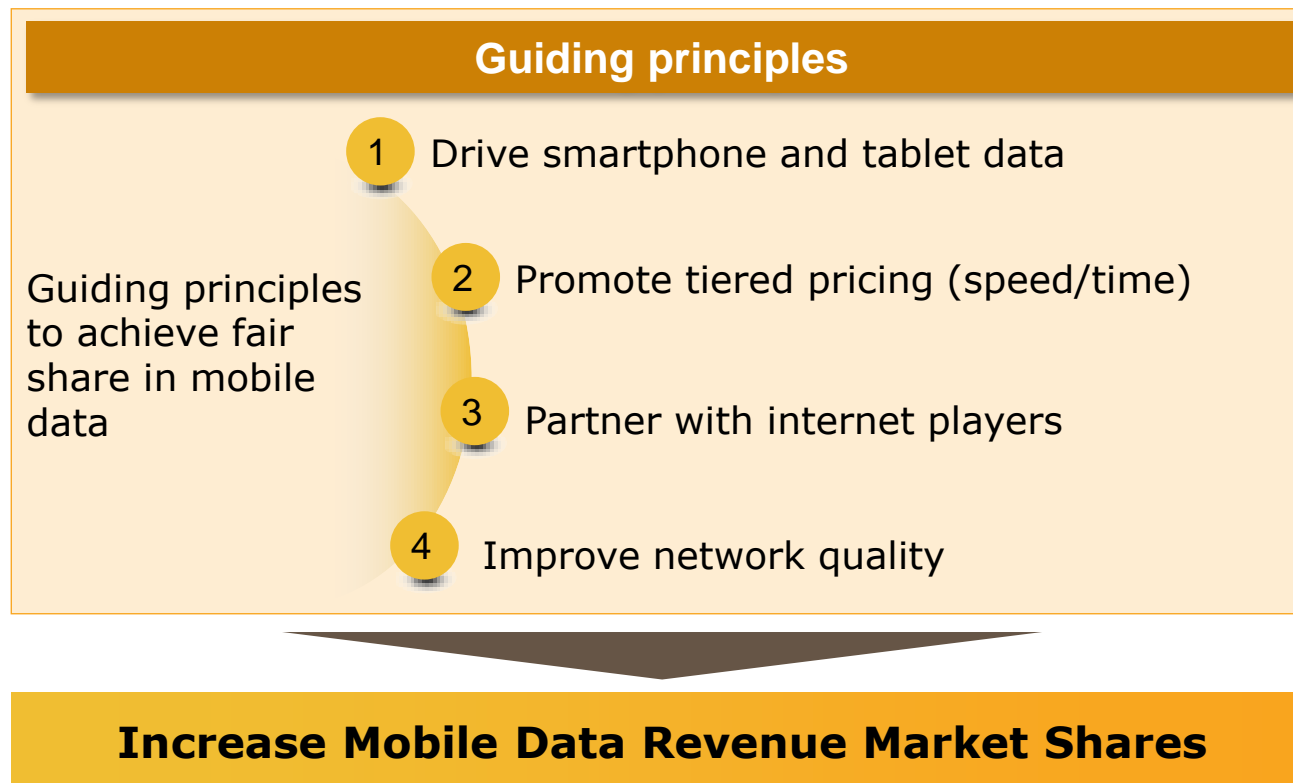 Guiding principles
1 Drive smartphone and tablet data
2 Promote tiered pricing (speed/time)
Guiding principles
to achieve fair
share in mobile
data
3 Partner with internet players
4 Improve network quality
Increase Mobile Data Revenue Market Shares